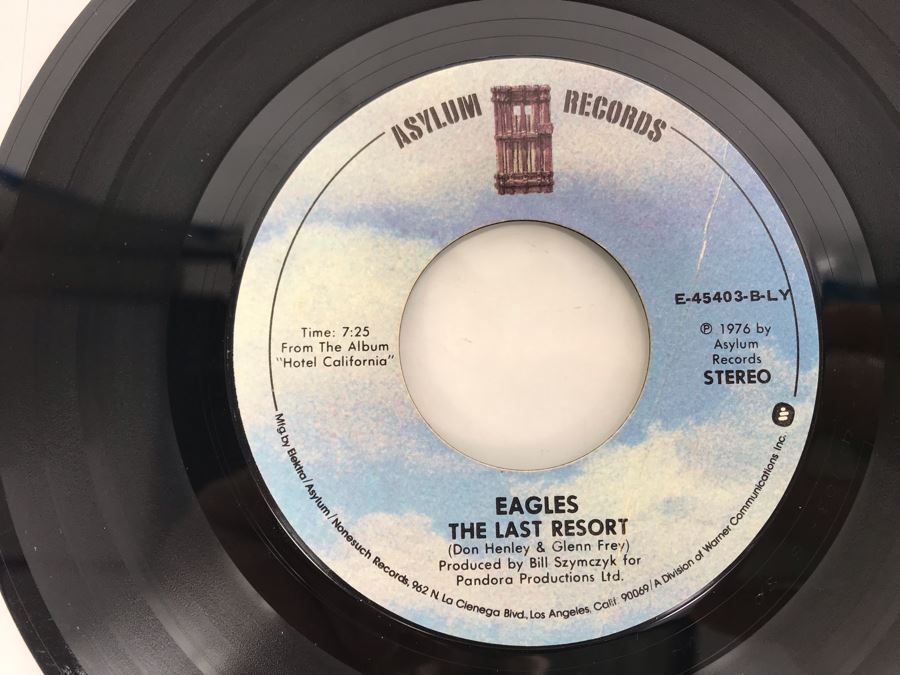 ASYLUM RECORDS
E-45403-B-LY
℗ 1976 by
Asylum
Records
STEREO
Time: 7:25
From The Album
"Hotel California"
EAGLES
THE LAST RESORT
(Don Henley & Glenn Frey)
Produced by Bill Szymczyk for
Pandora Productions Ltd.
Mfg. by Elektra/Asylum/Nonesuch Records, 962 N. La Cienega Blvd., Los Angeles, Calif. 90069/A Division of Warner Communications Inc.